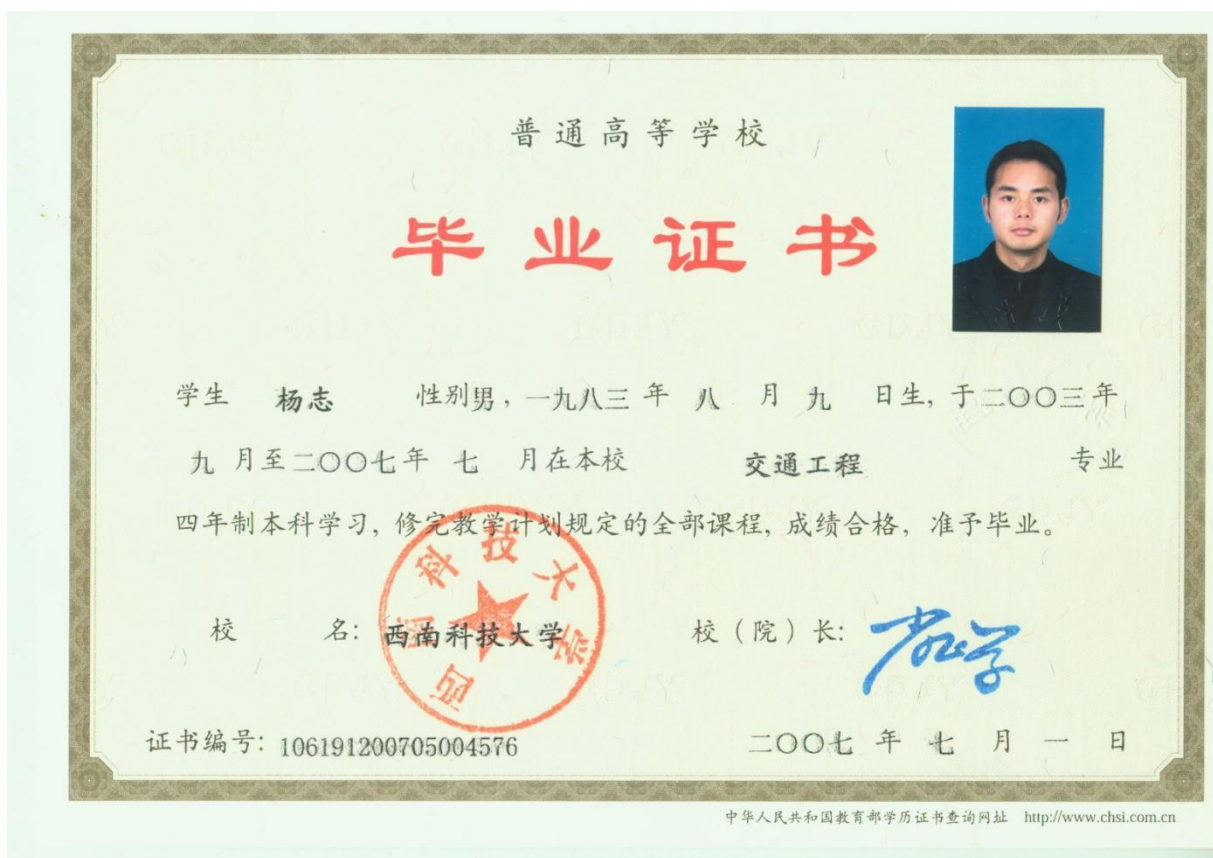 普通高等学校
毕业证书
学生 杨志 性别男，一九八三年 八 月 九 日生，于二〇〇三年
九 月至二〇〇七年 七 月在本校 交通工程 专业
四年制本科学习，修完教学计划规定的全部课程，成绩合格，准予毕业。
校 名：西南科技大学 校（院）长：
西南科技大学
证书编号：106191200705004576 二〇〇七 年 七 月 一 日
中华人民共和国教育部学历证书查询网址 http://www.chsi.com.cn